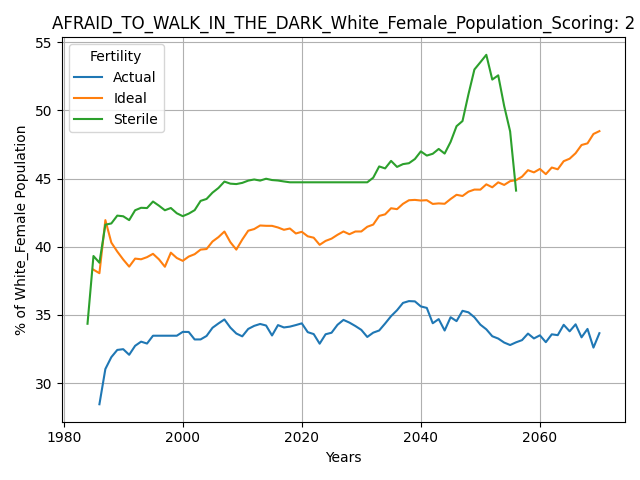 AFRAID_TO_WALK_IN_THE_DARK_White_Female_Population_Scoring: 2
Fertility
Actual
Ideal
Sterile
% of White_Female Population
55
50
45
40
35
30
1980
2000
2020
2040
2060
Years